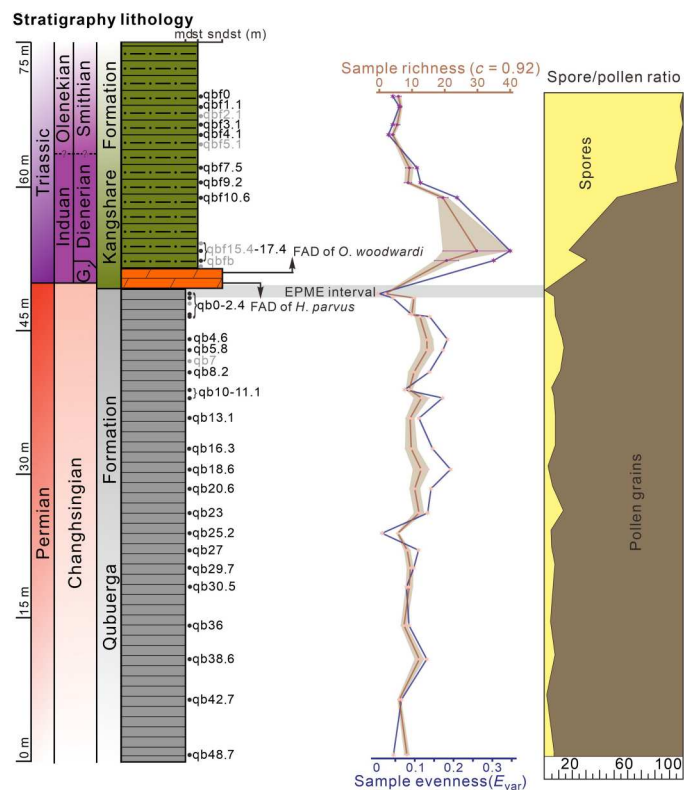 Stratigraphy lithology
mdst sndst (m)
75 m
60 m
45 m
30 m
15 m
0 m
Triassic
Permian
Olenekian
Induan
Changhsingian
Smithian
Dienerian
G.
?
?
Kangshare Formation
Qubuerga Formation
qbf0
qbf1.1
qbf2.1
qbf3.1
qbf4.1
qbf5.1
qbf7.5
qbf9.2
qbf10.6
qbf15.4-17.4
qbfb
FAD of O. woodwardi
EPME interval
FAD of H. parvus
qb0-2.4
qb4.6
qb5.8
qb7
qb8.2
qb10-11.1
qb13.1
qb16.3
qb18.6
qb20.6
qb23
qb25.2
qb27
qb29.7
qb30.5
qb36
qb38.6
qb42.7
qb48.7
Sample richness (c = 0.92)
0 10 20 30 40
0 0.1 0.2 0.3
Sample evenness(Evar)
Spore/pollen ratio
Spores
Pollen grains
20 60 100